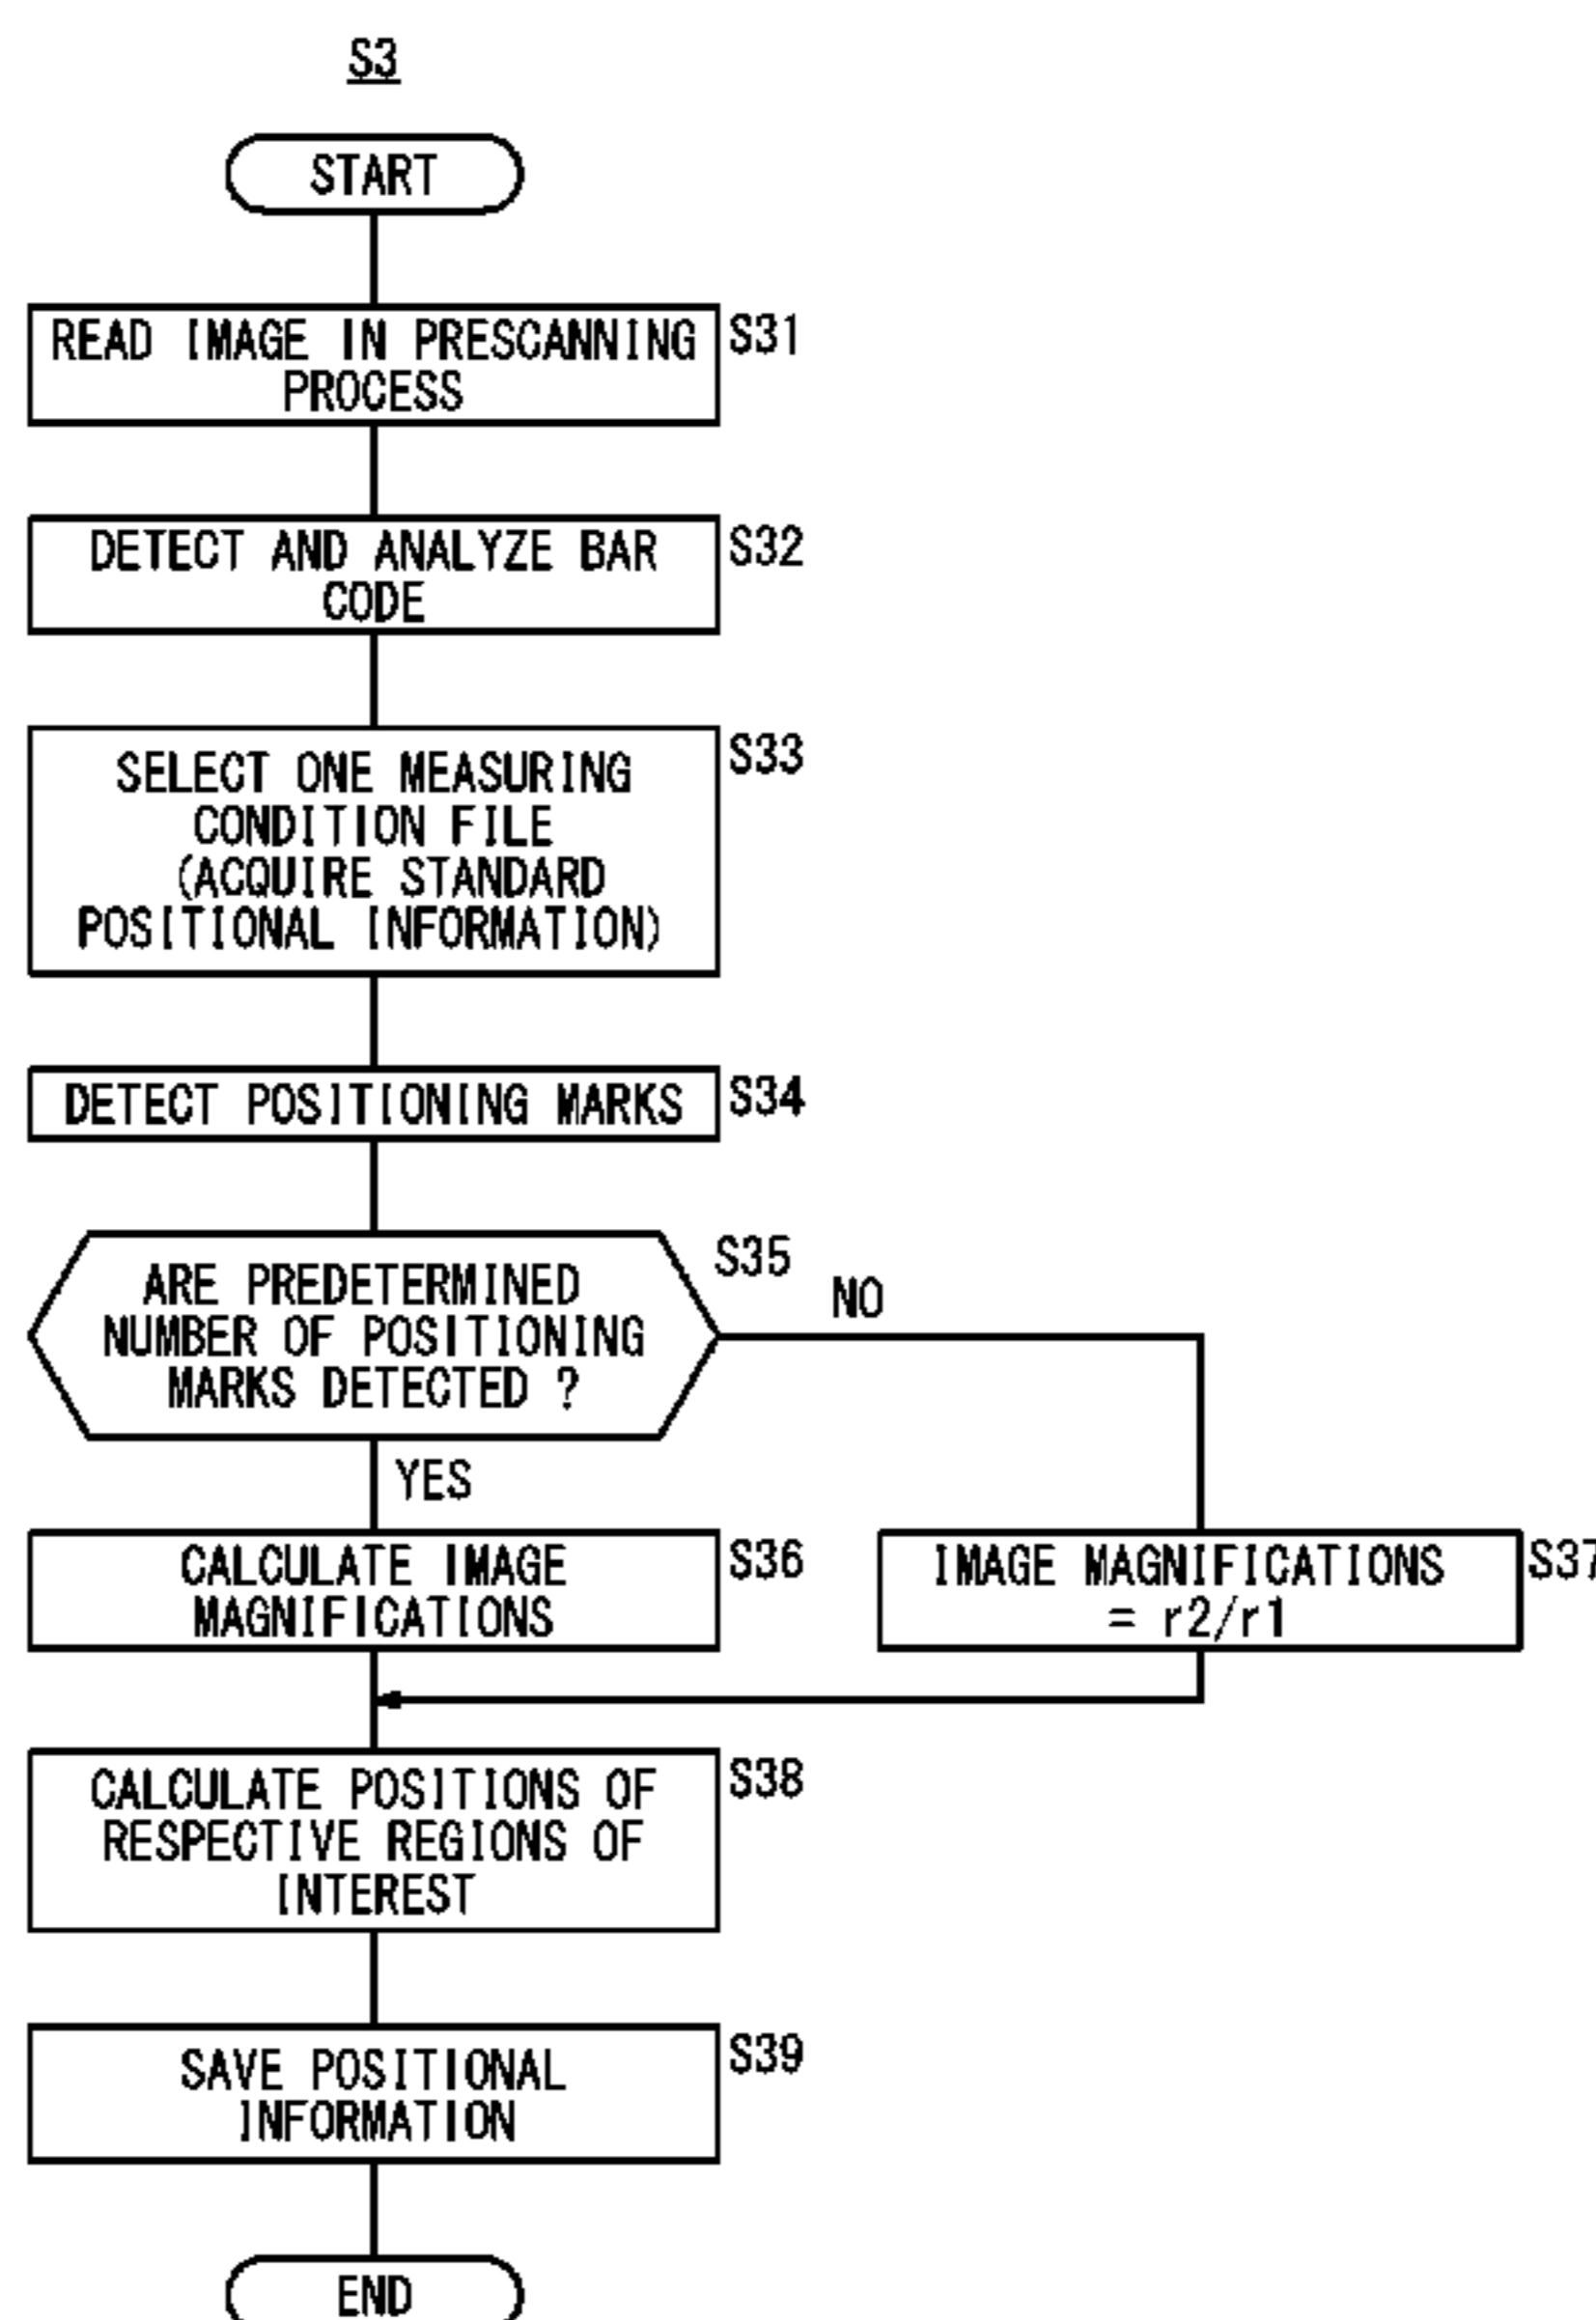 S3
START
READ IMAGE IN PRESCANNING
PROCESS
S31
DETECT AND ANALYZE BAR
CODE
S32
SELECT ONE MEASURING
CONDITION FILE
(ACQUIRE STANDARD
POSITIONAL INFORMATION)
S33
DETECT POSITIONING MARKS
S34
ARE PREDETERMINED
NUMBER OF POSITIONING
MARKS DETECTED ?
S35
NO
YES
CALCULATE IMAGE
MAGNIFICATIONS
S36
IMAGE MAGNIFICATIONS
= r2/r1
S37
CALCULATE POSITIONS OF
RESPECTIVE REGIONS OF
INTEREST
S38
SAVE POSITIONAL
INFORMATION
S39
END